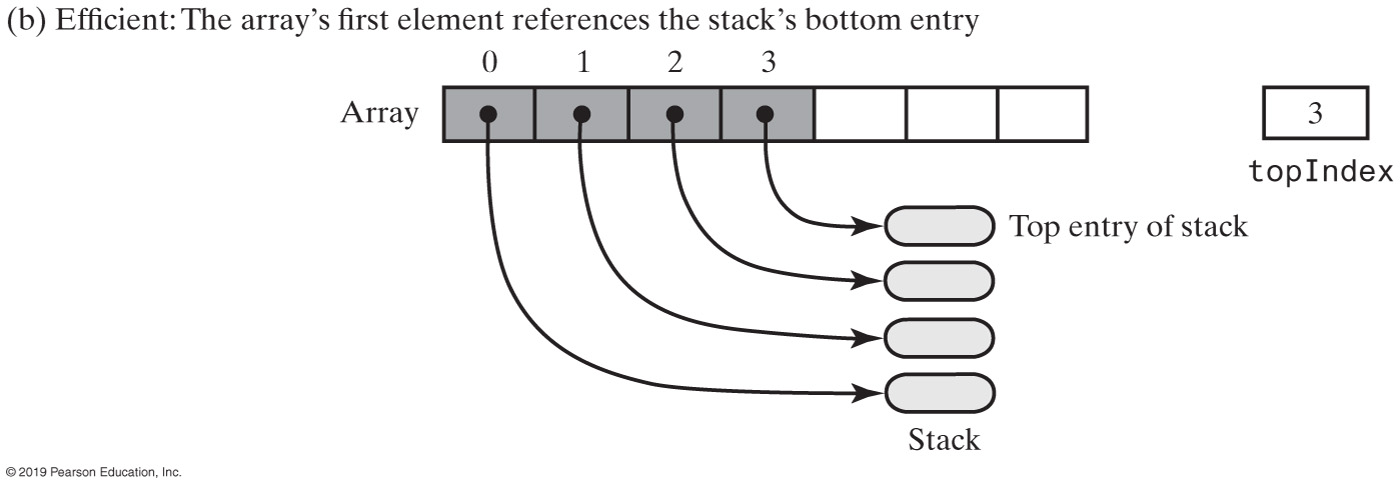 (b) Efficient: The array’s first element references the stack’s bottom entry
0 1 2 3
Array
3
topIndex
Top entry of stack
Stack
© 2019 Pearson Education, Inc.